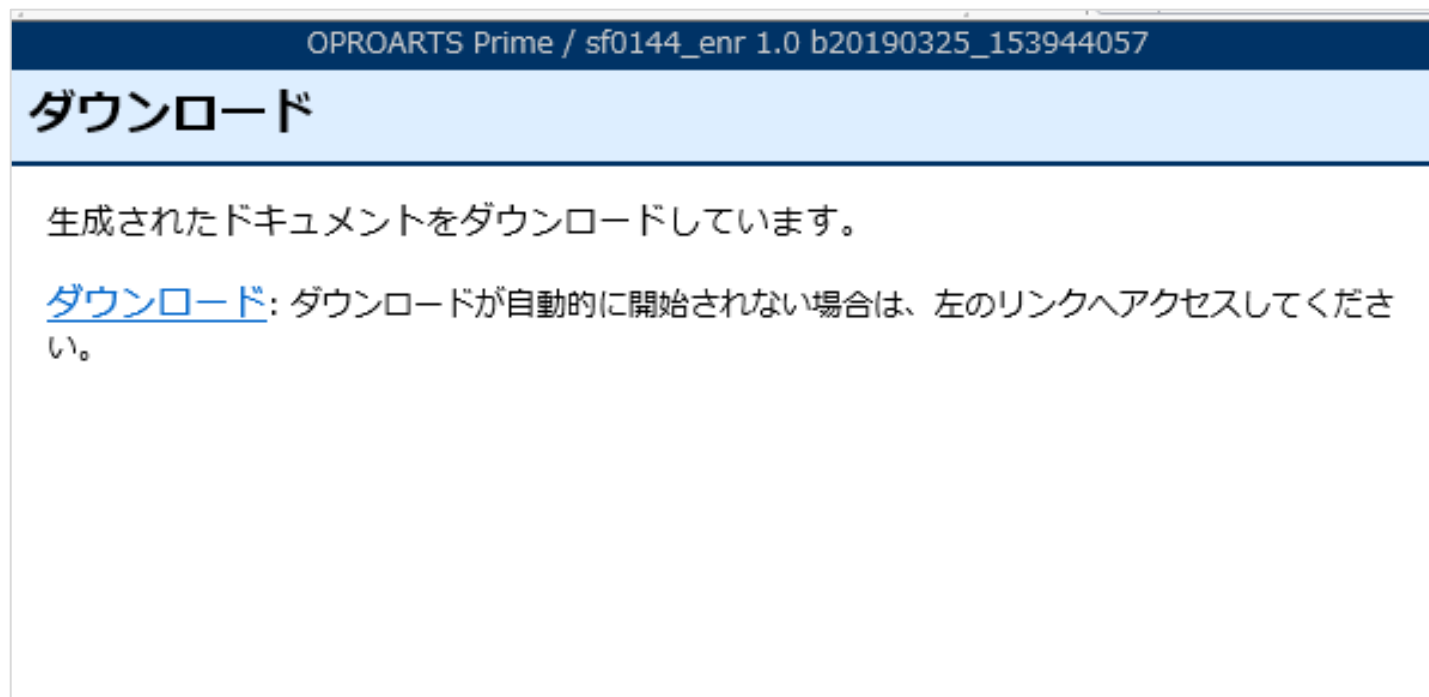 OPROARTS Prime / sf0144_enr 1.0 b20190325_153944057
ダウンロード
生成されたドキュメントをダウンロードしています。
ダウンロード: ダウンロードが自動的に開始されない場合は、左のリンクへアクセスしてくださ
い。